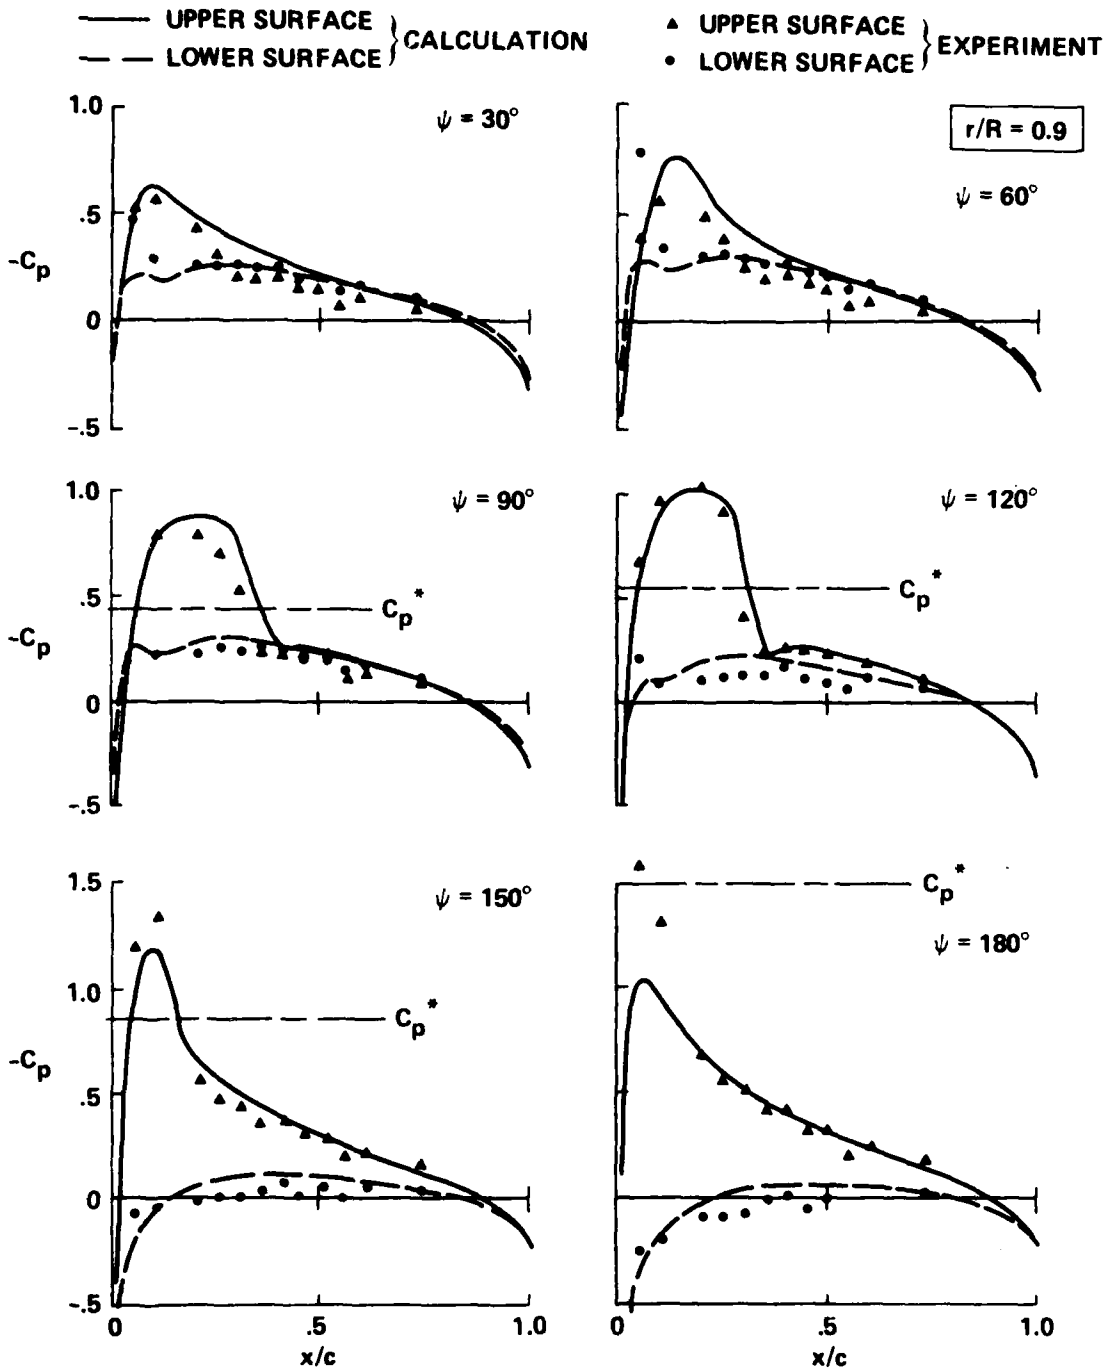 UPPER SURFACE
LOWER SURFACE
CALCULATION
UPPER SURFACE
LOWER SURFACE
EXPERIMENT
1.0
.5
0
-.5
-Cp
ψ = 30°
r/R = 0.9
ψ = 60°
1.0
.5
0
-.5
-Cp
ψ = 90°
Cp*
ψ = 120°
Cp*
1.5
1.0
.5
0
-.5
-Cp
ψ = 150°
Cp*
0
.5
1.0
x/c
Cp*
ψ = 180°
0
.5
1.0
x/c